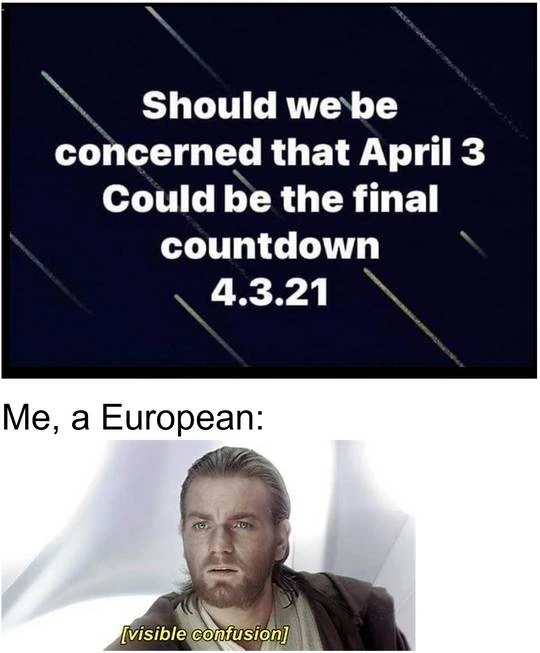 Should we be
concerned that April 3
Could be the final
countdown
4.3.21
Me, a European:
[visible confusion]